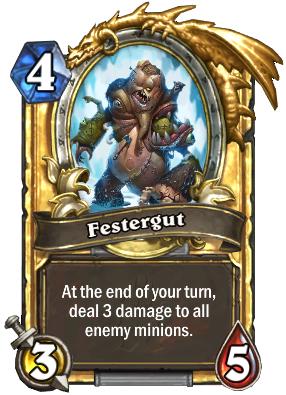 4
Festergut
At the end of your turn,
deal 3 damage to all
enemy minions.
3
5